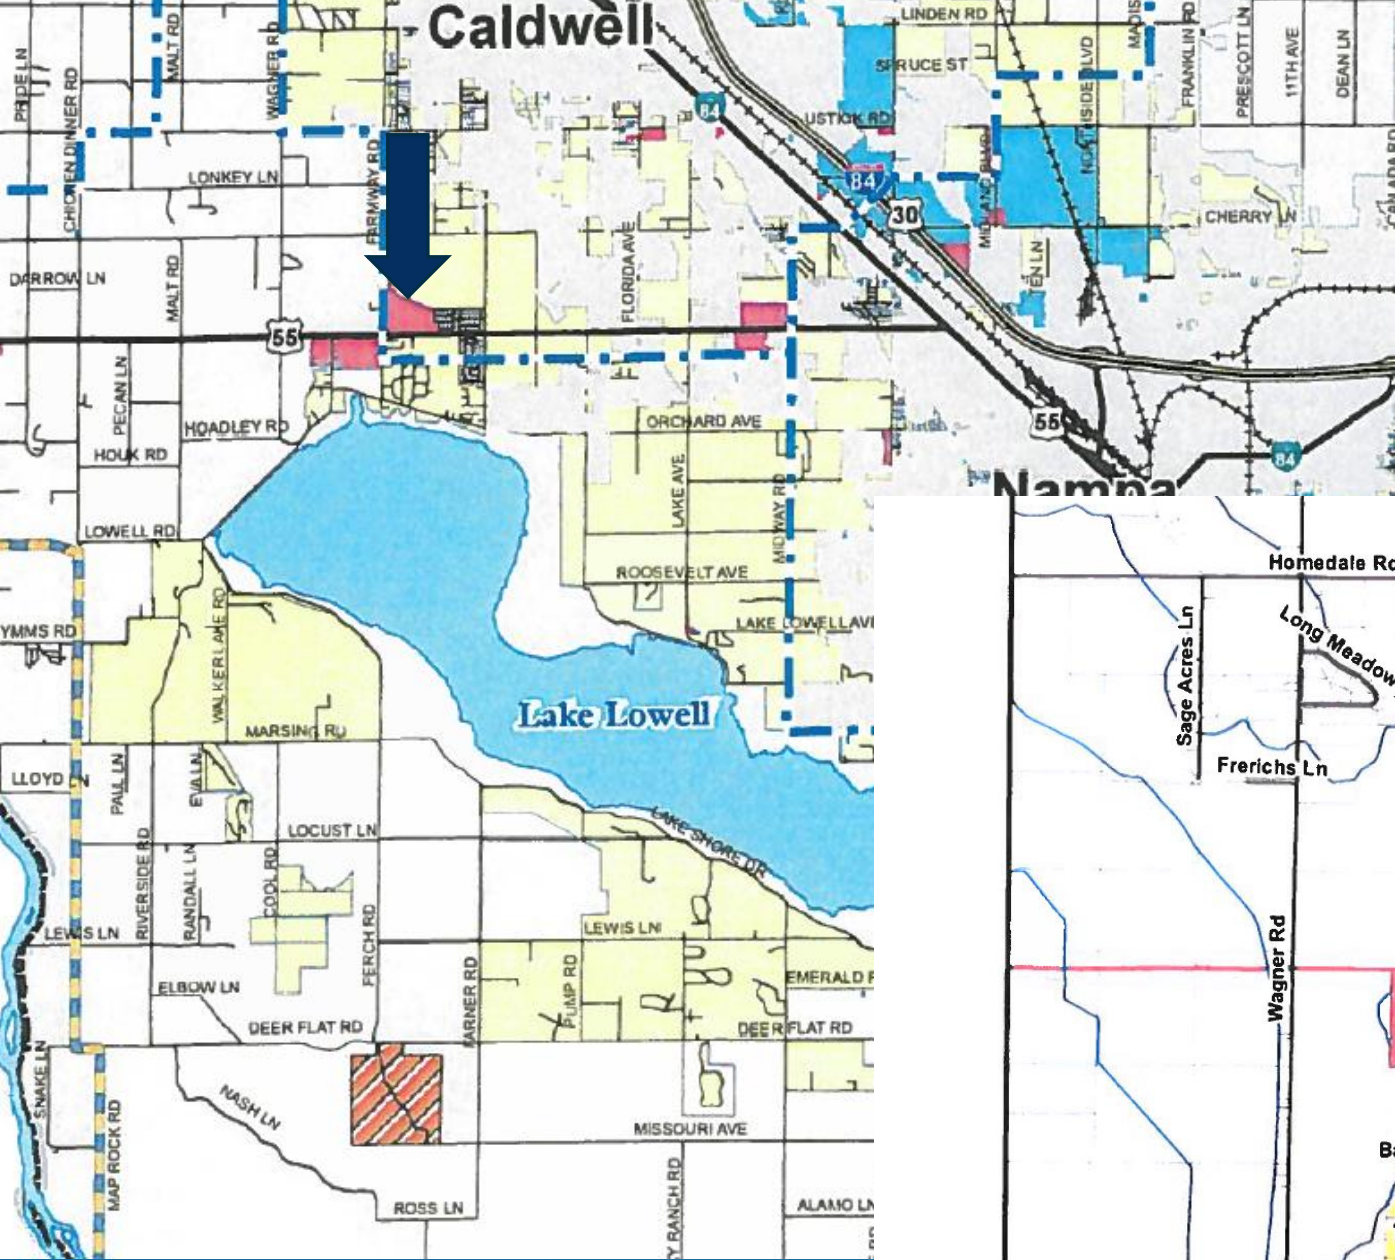 Caldwell
LINDEN RD
SPRUCE ST
PRIDE LN
CHICKEN DINNER RD
MALT RD
WAGNER RD
FRANKLIN RD
PRESCOTT LN
11TH AVE
DEAN LN
84
USTICK RD
LONKEY LN
FARMWAY RD
84
30
MIDLAND BLVD
CHERRY LN
DARROW LN
MALT RD
FLORIDA AVE
TEN LN
55
PECAN LN
HOADLEY RD
HOUK RD
ORCHARD AVE
55
84
Nampa
LAKE AVE
MIDWAY RD
LOWELL RD
ROOSEVELT AVE
YMMS RD
WALKER LAKE RD
LAKE LOWELL AVE
Lake Lowell
MARSING RD
LLOYD LN
PAUL LN
EVA LN
LOCUST LN
LAKE SHORE DR
RIVERSIDE RD
RANDALL LN
COOL RD
PERCH RD
LEWIS LN
LEWIS LN
ELBOW LN
DEER FLAT RD
PUMP RD
EMERALD R
DEER FLAT RD
SNAKE LN
NASH LN
MISSOURI AVE
MAP ROCK RD
ROSS LN
Y RANCH RD
ALAMO LN
Homedale Rd
Sage Acres Ln
Long Meadow
Frerichs Ln
Wagner Rd
Ba